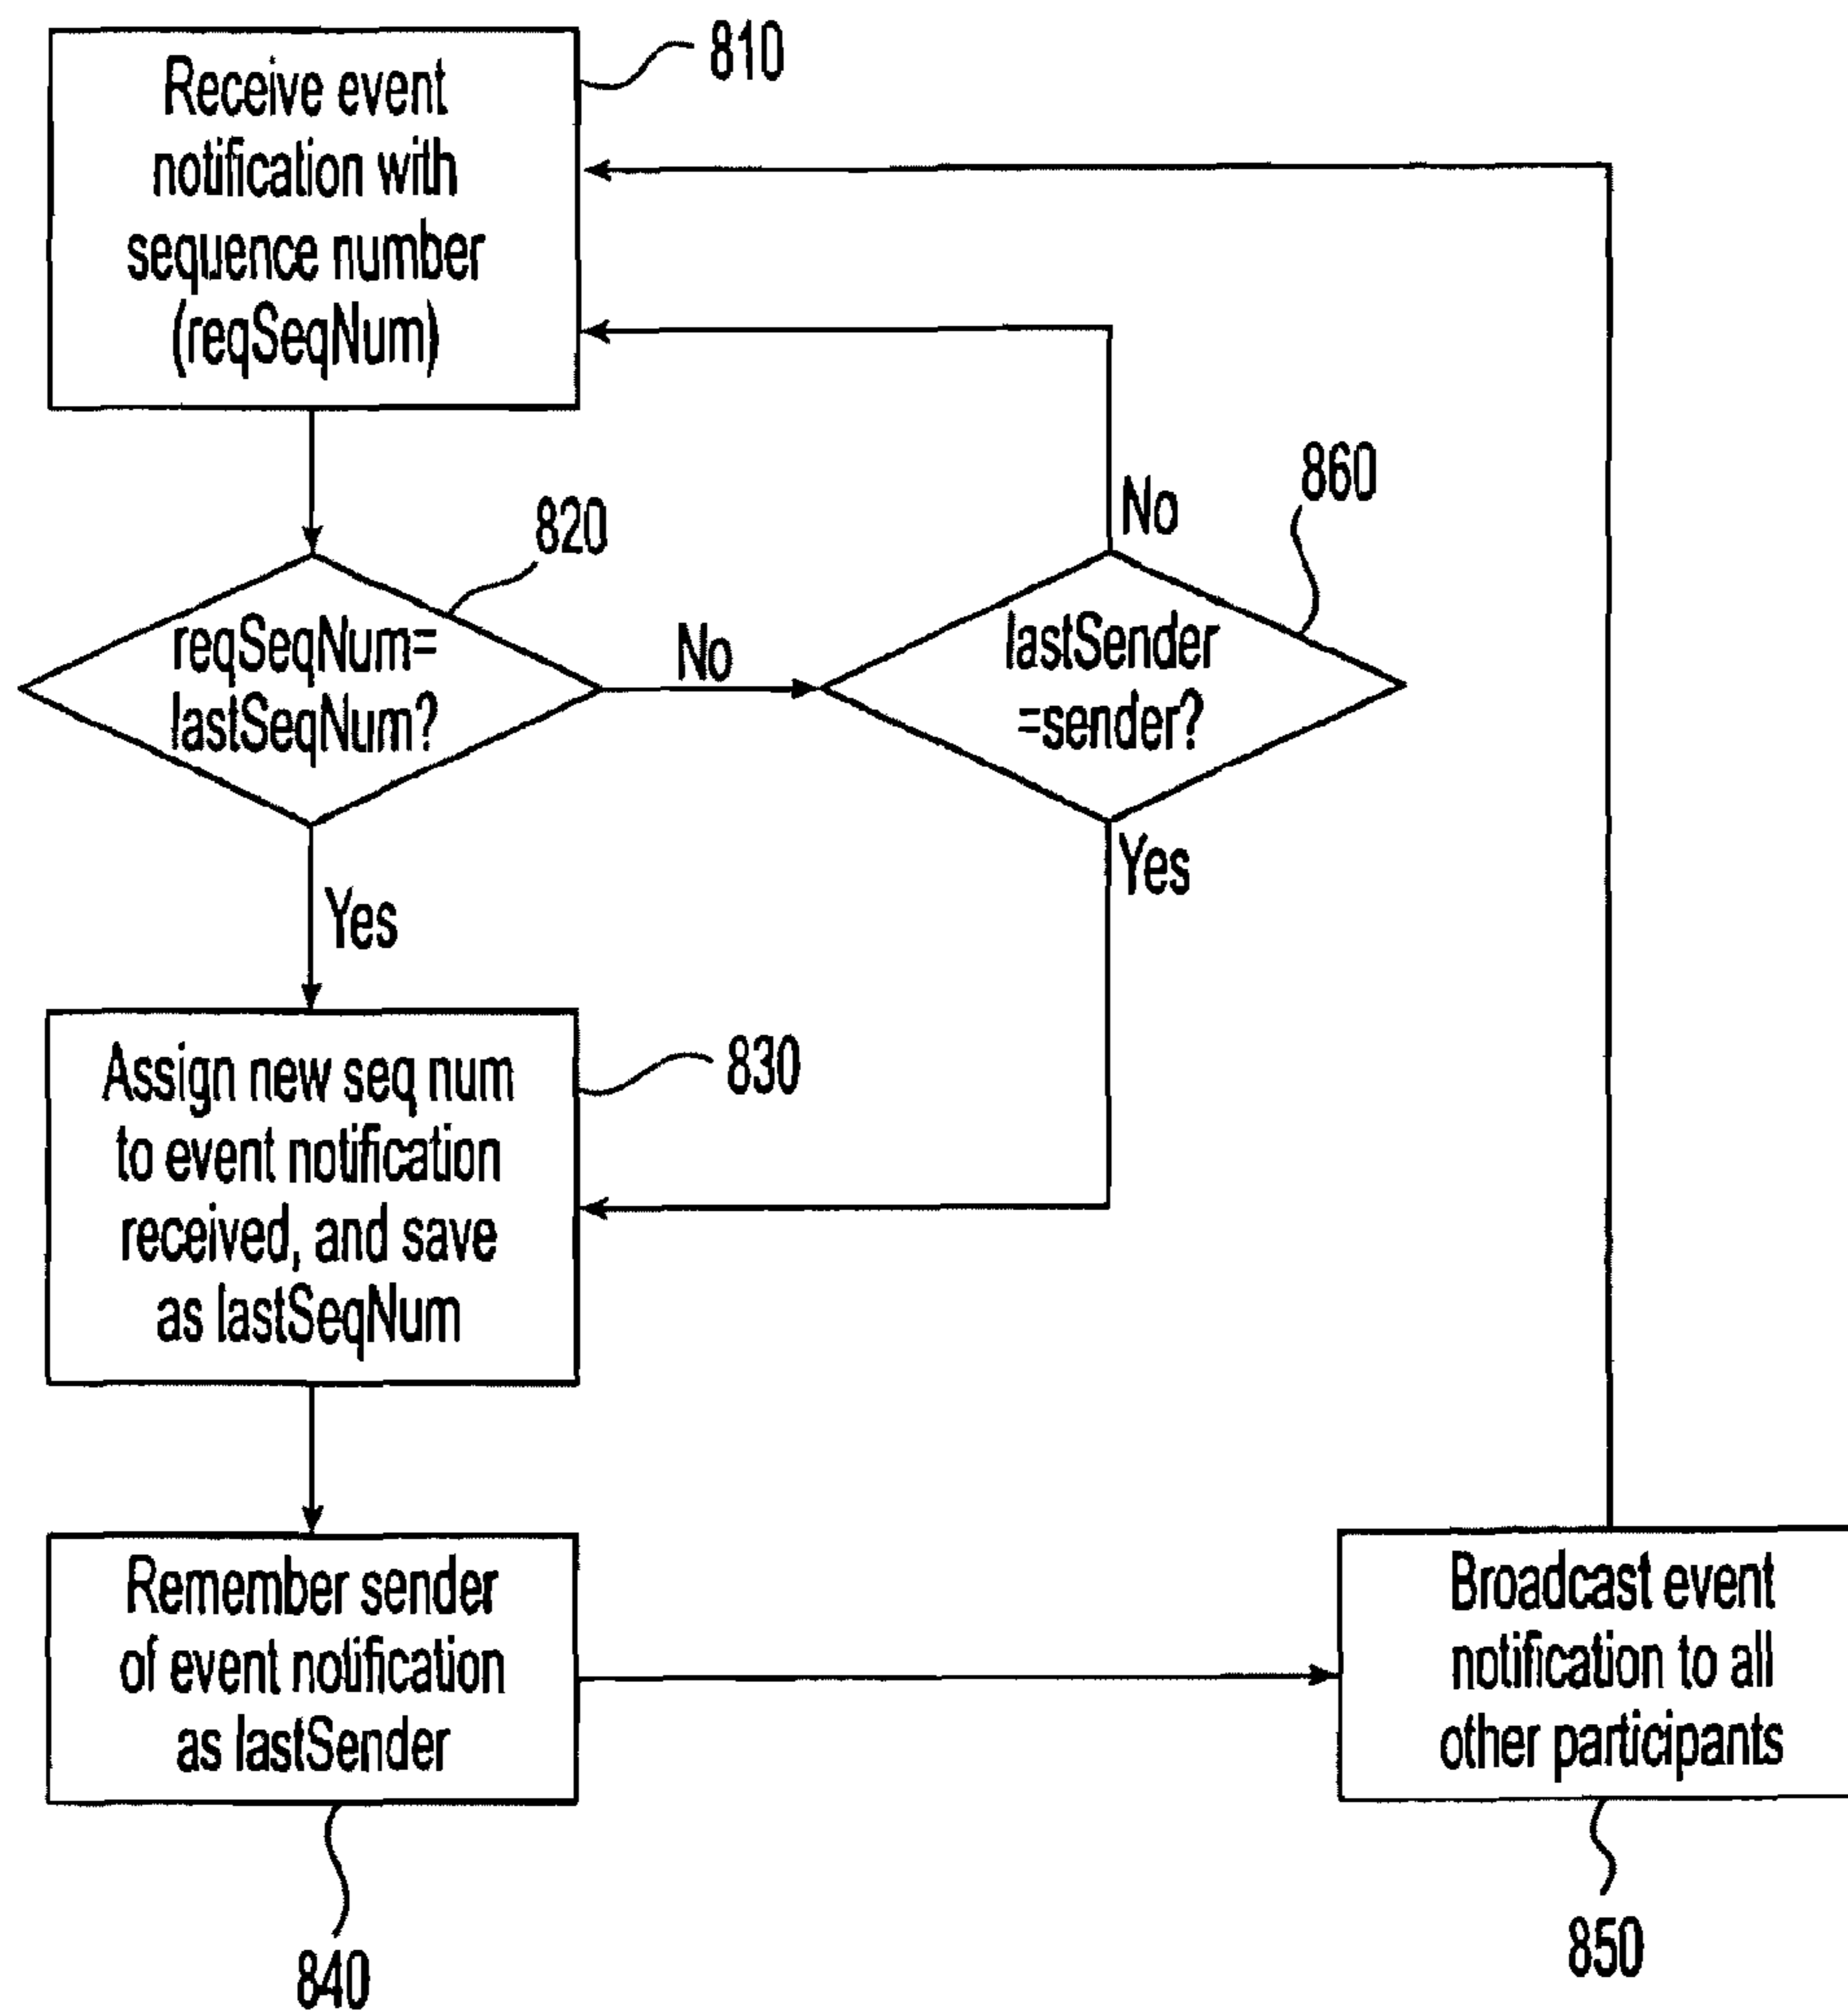 810
Receive event
notification with
sequence number
(reqSeqNum)
860
820
No
reqSeqNum=
lastSeqNum?
No
lastSender
=sender?
Yes
Yes
Assign new seq num
to event notification
received, and save
as lastSeqNum
830
Remember sender
of event notification
as lastSender
Broadcast event
notification to all
other participants
840
850